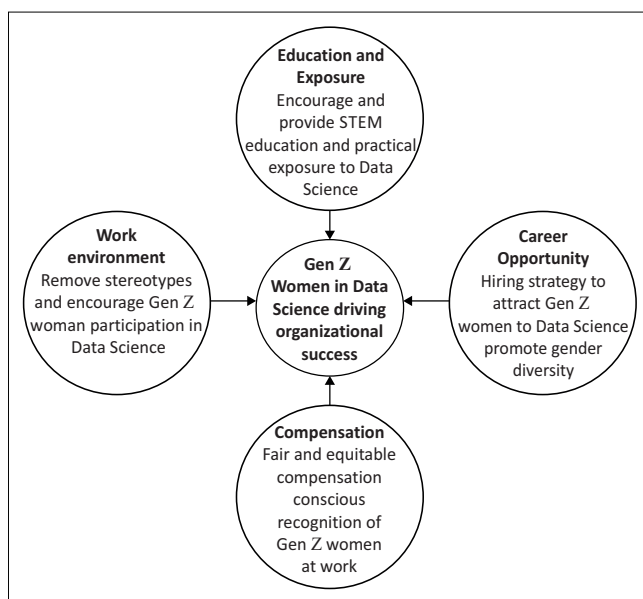 Education and
Exposure
Encourage and
provide STEM
education and practical
exposure to Data
Science
Work
environment
Remove stereotypes
and encourage Gen Z
woman participation in
Data Science
Gen Z
Women in Data
Science driving
organizational
success
Career
Opportunity
Hiring strategy to
attract Gen Z
women to Data Science
promote gender
diversity
Compensation
Fair and equitable
compensation
conscious
recognition of
Gen Z women
at work